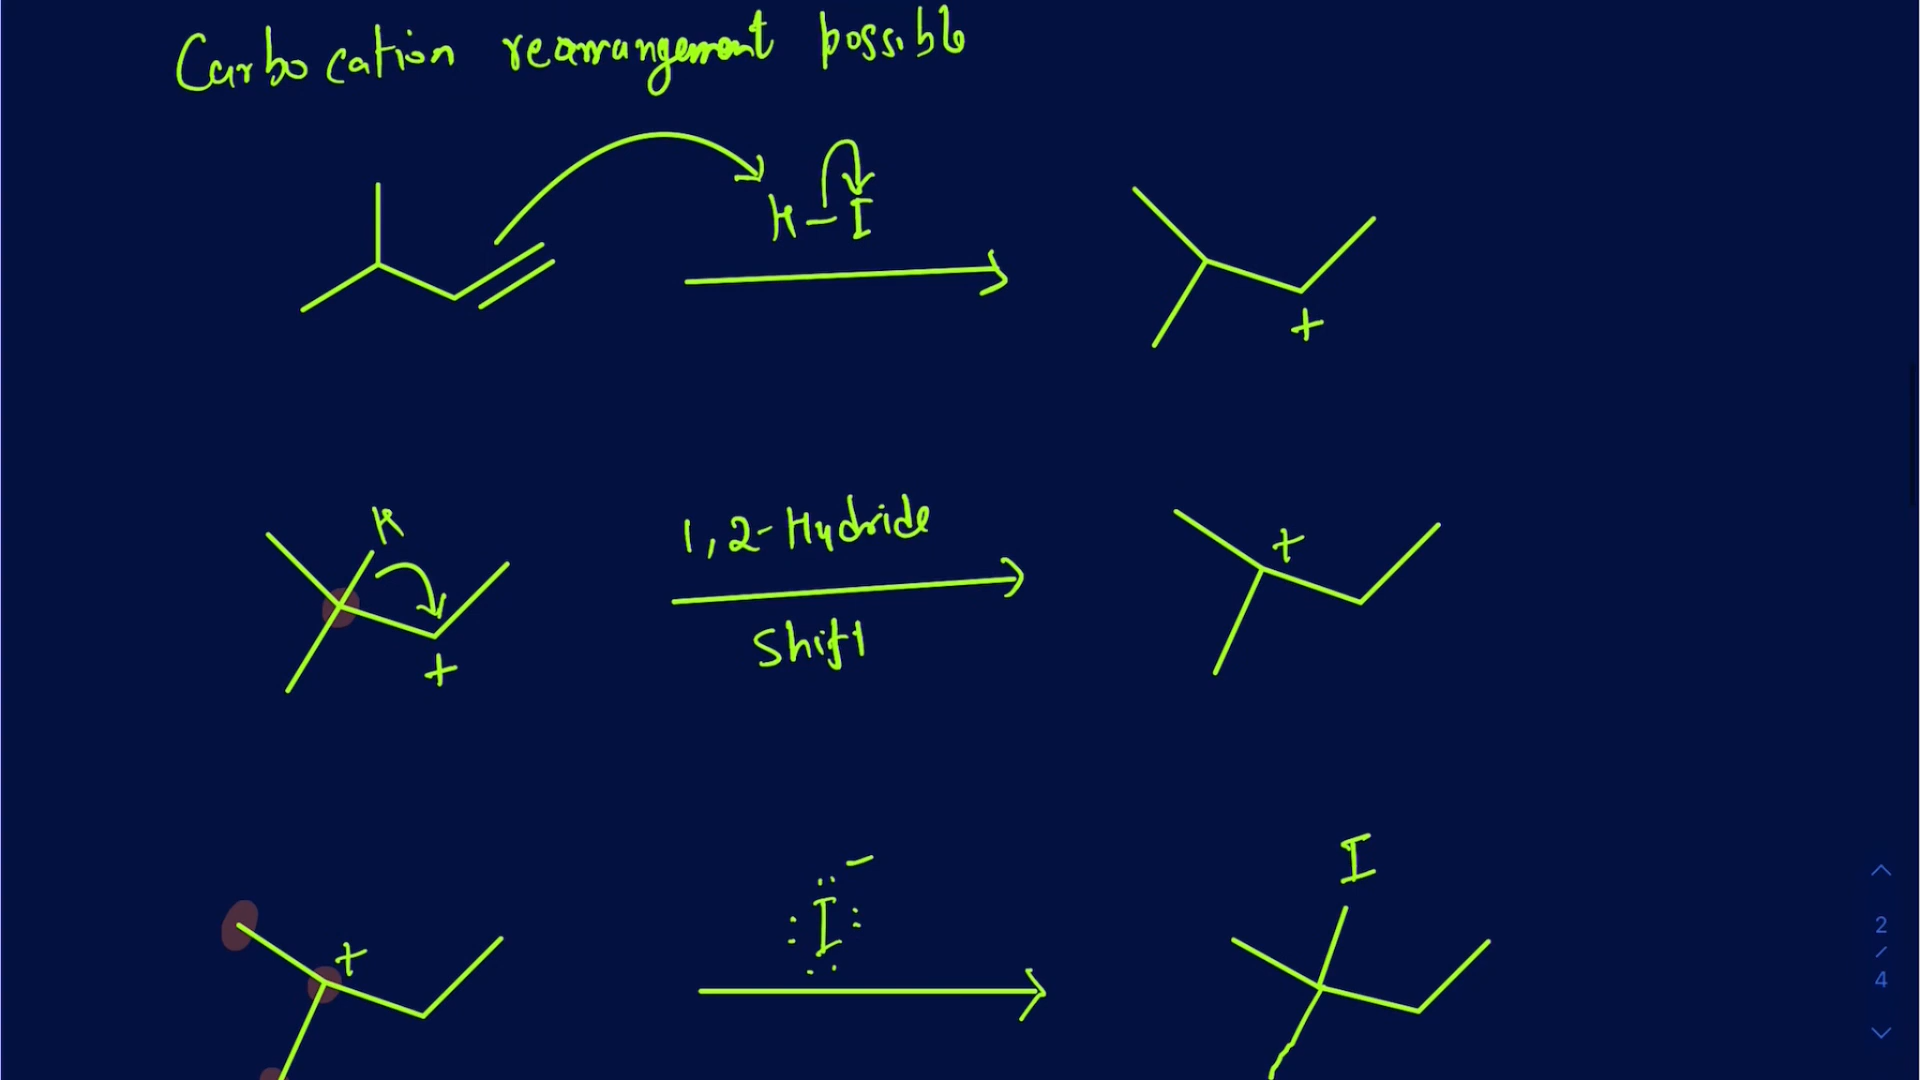 Carbocation rearrangement possible
H-I
+
H
1,2-Hydride
Shift
+
+
I
:I:
-
+
2
/
4